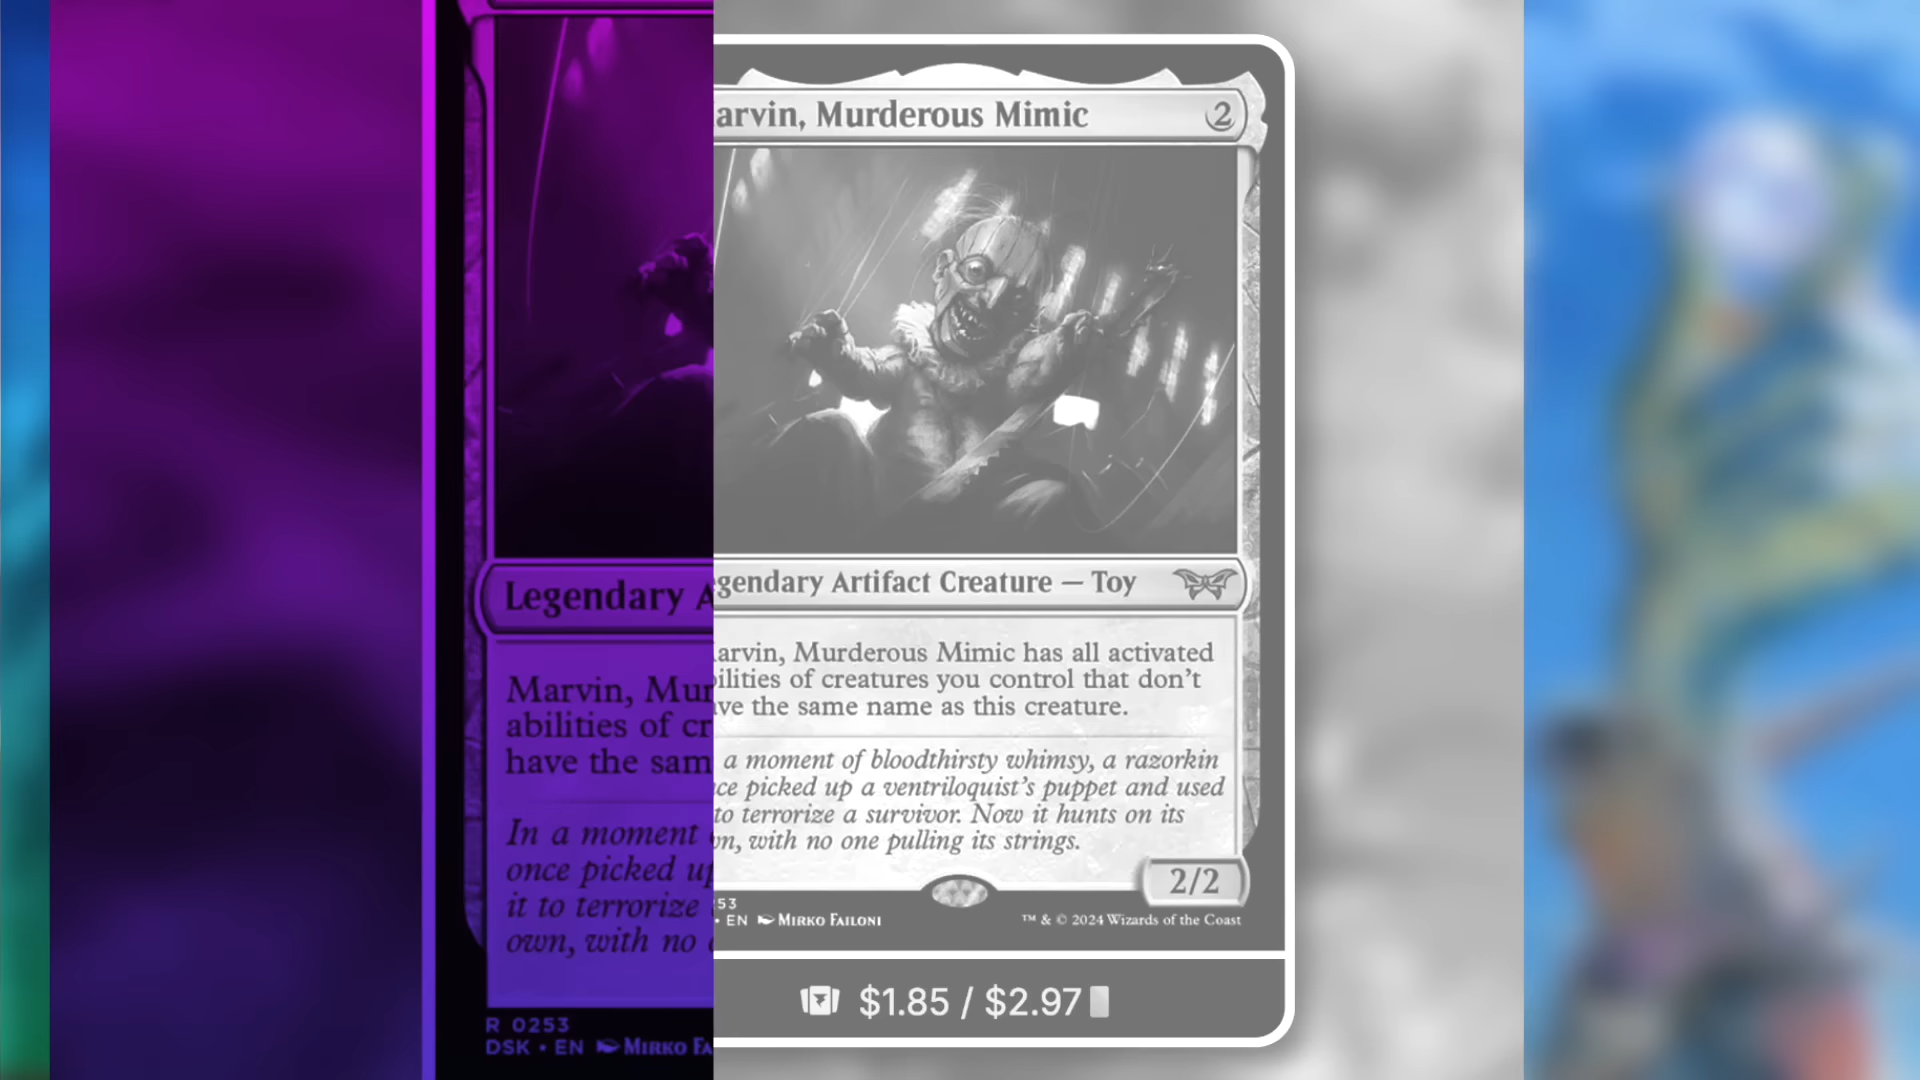 arvin, Murderous Mimic 2
Legendary A
gendary Artifact Creature — Toy
Marvin, Mur
abilities of cr
have the sam
arvin, Murderous Mimic has all activated
ilities of creatures you control that don't
ve the same name as this creature.
In a moment
once picked up
it to terrorize
own, with no
a moment of bloodthirsty whimsy, a razorkin
ce picked up a ventriloquist's puppet and used
to terrorize a survivor. Now it hunts on its
n, with no one pulling its strings.
2/2
R 0253
DSK • EN MIRKO FA
53
• EN MIRKO FAILONI
™ & © 2024 Wizards of the Coast
$1.85 / $2.97